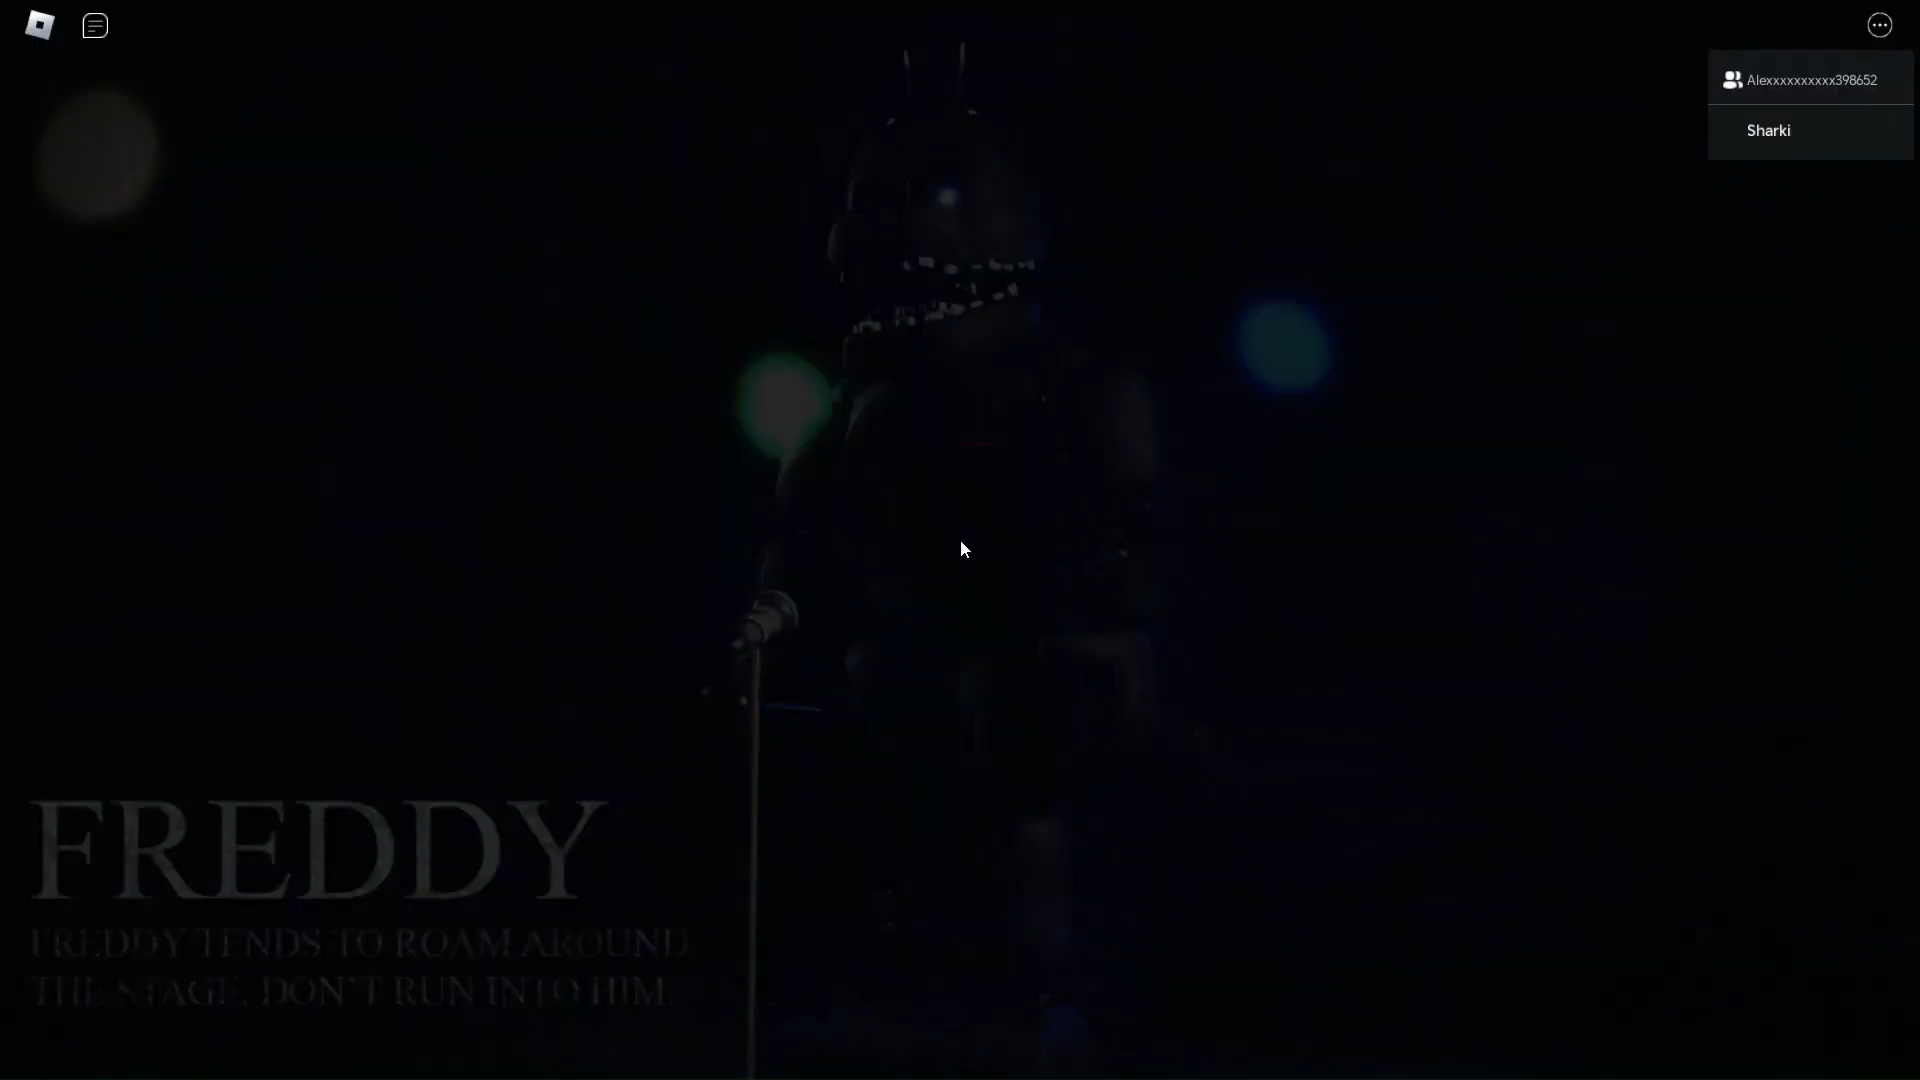 Alexxxxxxxxxx398652
Sharki
FREDDY
FREDDY TENDS TO ROAM AROUND
THE STAGE, DON'T RUN INTO HIM.